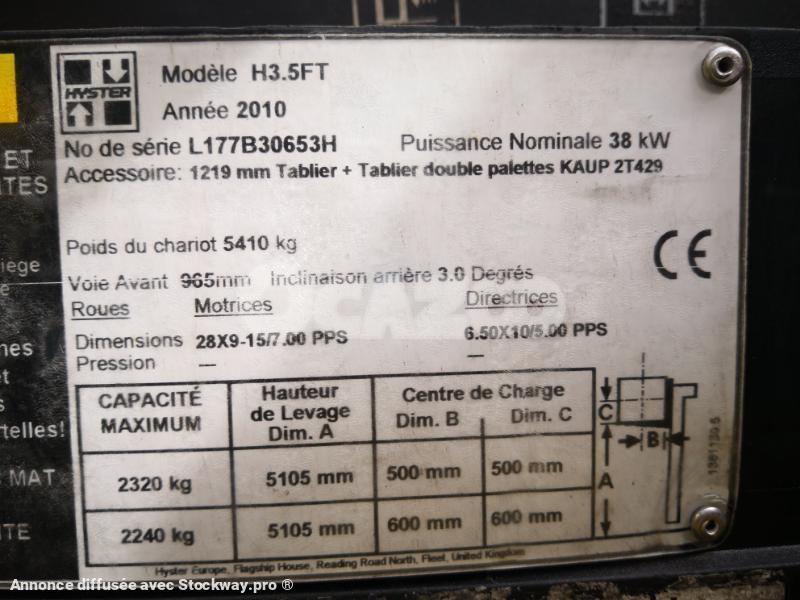 HYSTER
Modèle H3.5FT
Année 2010
No de série L177B30653H Puissance Nominale 38 kW
Accessoire: 1219 mm Tablier + Tablier double palettes KAUP 2T429
Poids du chariot 5410 kg
CE
Voie Avant 965mm Inclinaison arrière 3.0 Degrés
Roues Motrices Directrices
Dimensions 28X9-15/7.00 PPS 6.50X10/5.00 PPS
Pression — —
CAPACITÉ MAXIMUM Hauteur de Levage Dim. A Centre de Charge Dim. B Dim. C
2320 kg 5105 mm 500 mm 500 mm
2240 kg 5105 mm 600 mm 600 mm
C
B
A
Hyster Europe, Flagship House, Reading Road North, Fleet, United Kingdom
ET
iege
e
et
s
telles!
MAT
Annonce diffusée avec Stockway.pro ®